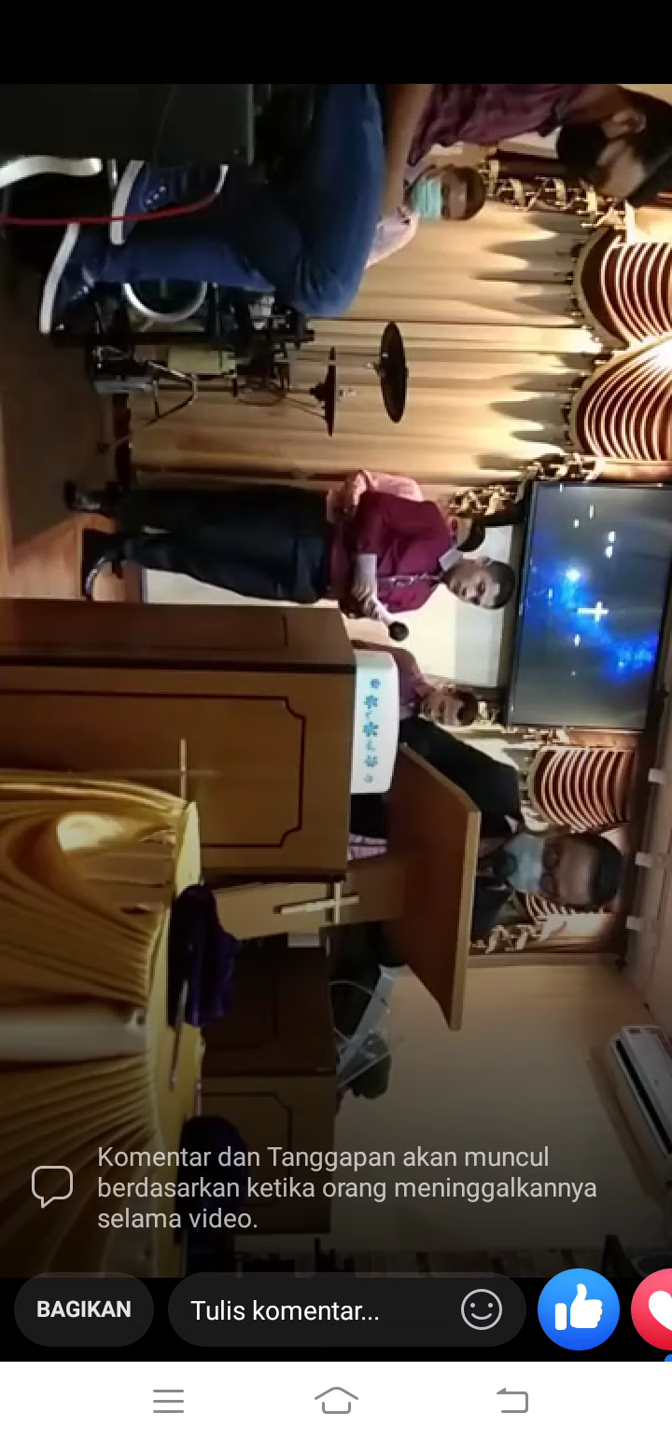 Komentar dan Tanggapan akan muncul
berdasarkan ketika orang meninggalkannya
selama video.
BAGIKAN
Tulis komentar...